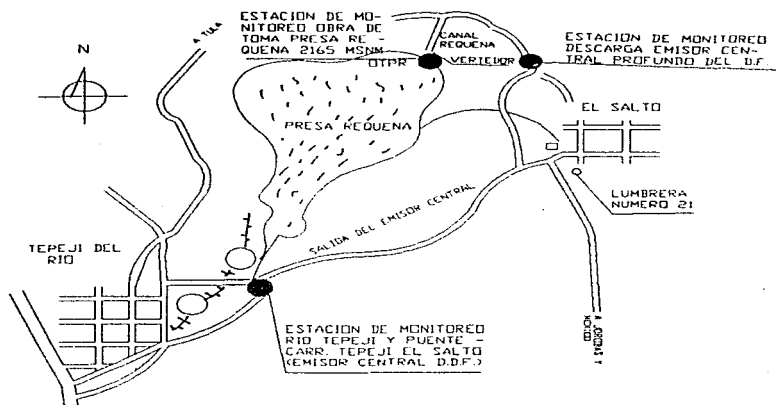 ESTACION DE MO-
NITOREO OBRA DE
TOMA PRESA RE -
QUENA 2165 MSNM
OTPR
CANAL
REQUENA
VERTEDOR
ESTACION DE MONITOREO
DESCARGA EMISOR CEN-
TRAL PROFUNDO DEL D.F.
A TULA
N
PRESA REQUENA
EL SALTO
LUMBRERA
NUMERO 21
SALIDA DEL EMISOR CENTRAL
TEPEJI DEL
RIO
ESTACION DE MONITOREO
RIO TEPEJI Y PUENTE -
CARR. TEPEJI EL SALTO
(EMISOR CENTRAL D.D.F.)
A
Y
MEXICO